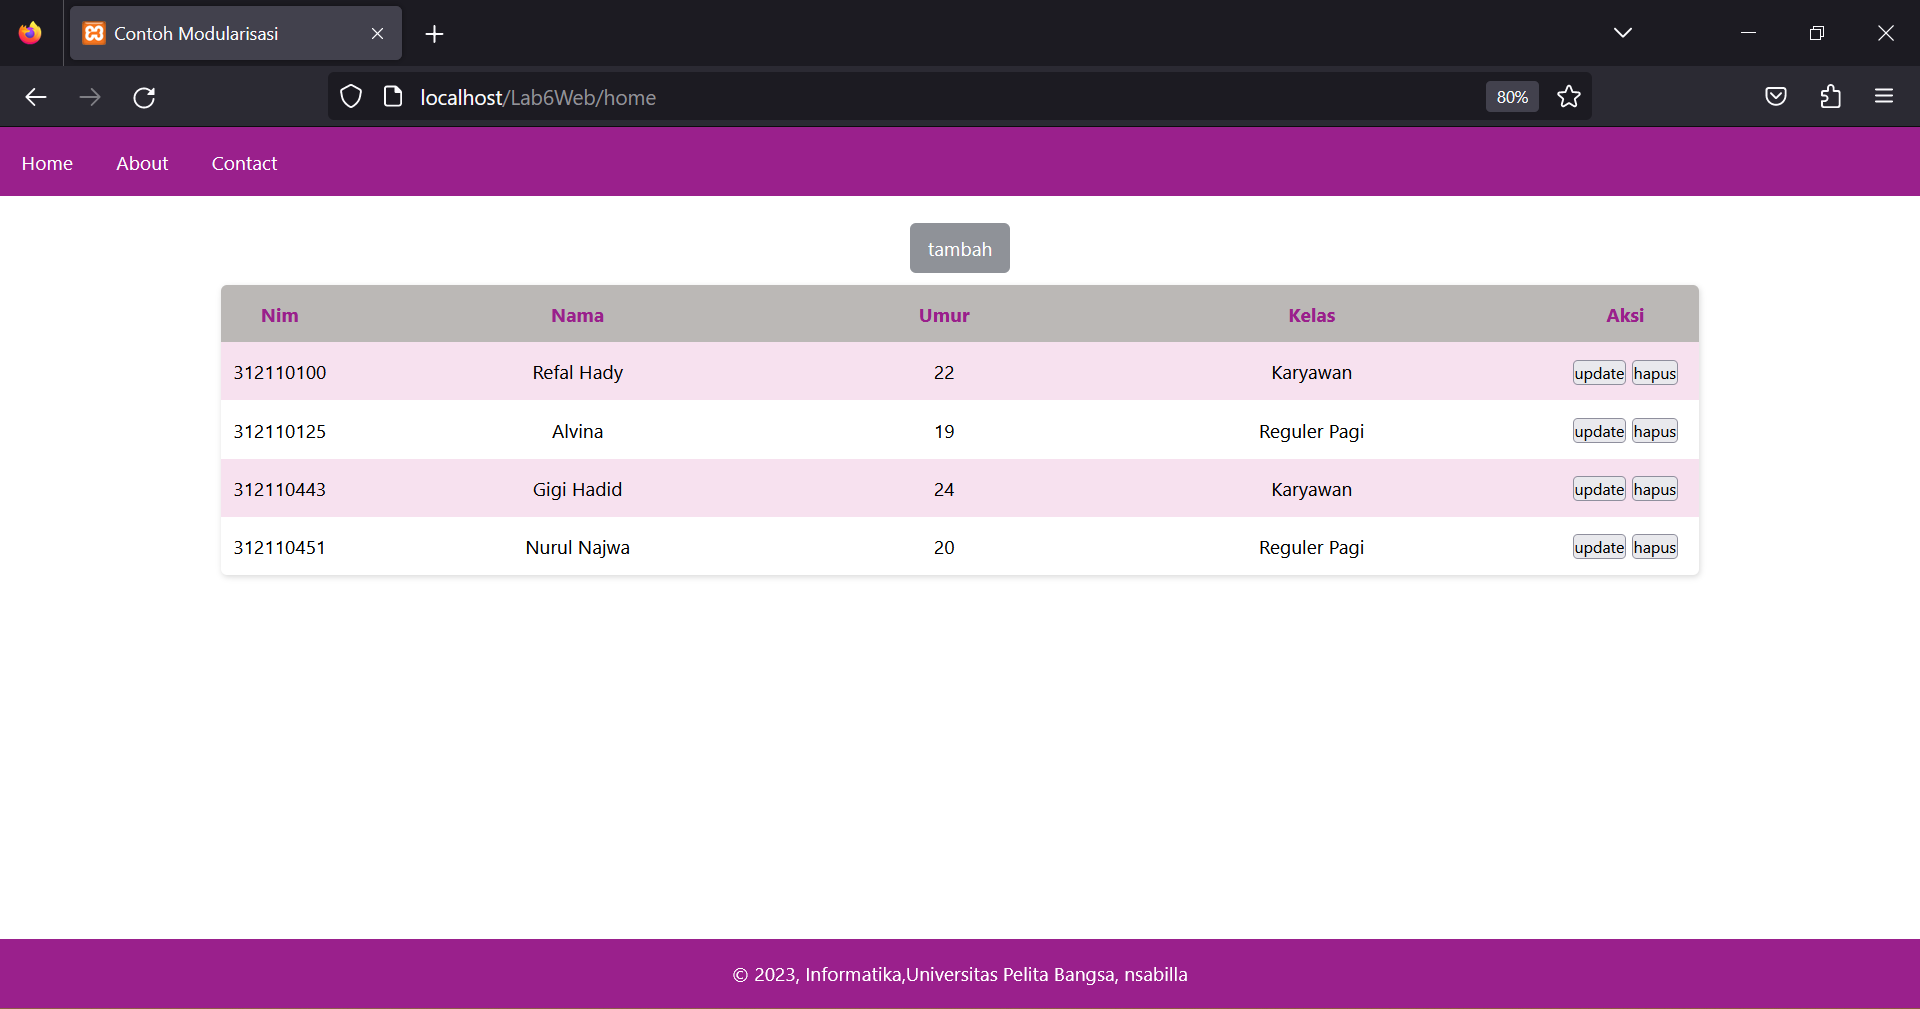 Contoh Modularisasi
localhost/Lab6Web/home 80%
Home About Contact
tambah
Nim Nama Umur Kelas Aksi
312110100 Refal Hady 22 Karyawan update hapus
312110125 Alvina 19 Reguler Pagi update hapus
312110443 Gigi Hadid 24 Karyawan update hapus
312110451 Nurul Najwa 20 Reguler Pagi update hapus
© 2023, Informatika,Universitas Pelita Bangsa, nsabilla